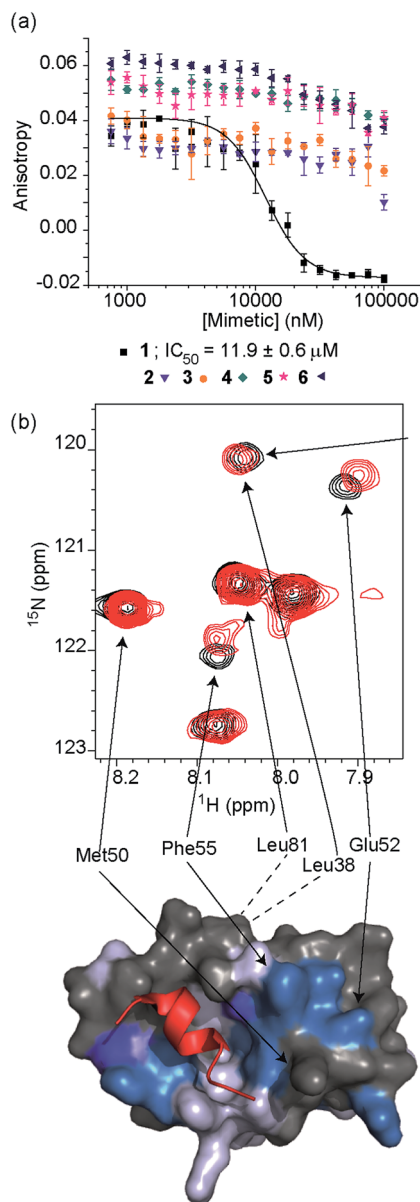 (a)
0.06
0.04
0.02
0.00
-0.02
Anisotropy
1000 10000 100000
[Mimetic] (nM)
■ 1 ; IC50 = 11.9 ± 0.6 μM
2 ▼ 3 ● 4 ◆ 5 ★ 6 ◀
(b)
120
121
122
123
15N (ppm)
8.2 8.1 8.0 7.9
1H (ppm)
Met50 Phe55 Leu81 Leu38 Glu52